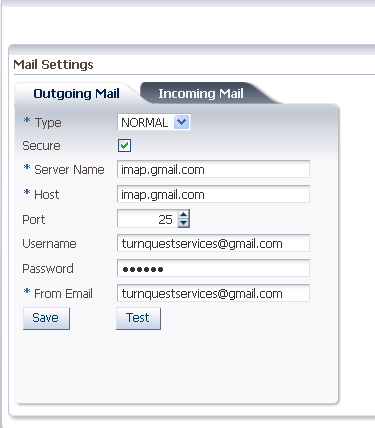 Mail Settings
Outgoing Mail Incoming Mail
* Type NORMAL
Secure
* Server Name imap.gmail.com
* Host imap.gmail.com
Port 25
Username turnquestservices@gmail.com
Password ●●●●●●
* From Email turnquestservices@gmail.com
Save Test